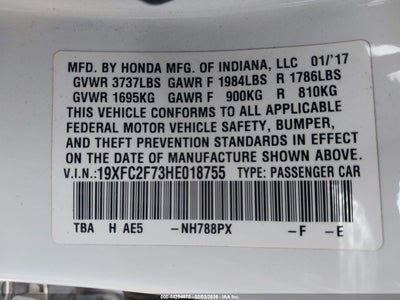 MFD. BY HONDA MFG. OF INDIANA, LLC 01/'17
GVWR 3737LBS GAWR F 1984LBS R 1786LBS
GVWR 1695KG GAWR F 900KG R 810KG
THIS VEHICLE CONFORMS TO ALL APPLICABLE
FEDERAL MOTOR VEHICLE SAFETY, BUMPER,
AND THEFT PREVENTION STANDARDS IN EFFECT
ON THE DATE OF MANUFACTURE SHOWN ABOVE.
V.I.N.:19XFC2F73HE018755 TYPE: PASSENGER CAR
TBA H AE5 -NH788PX -F -E